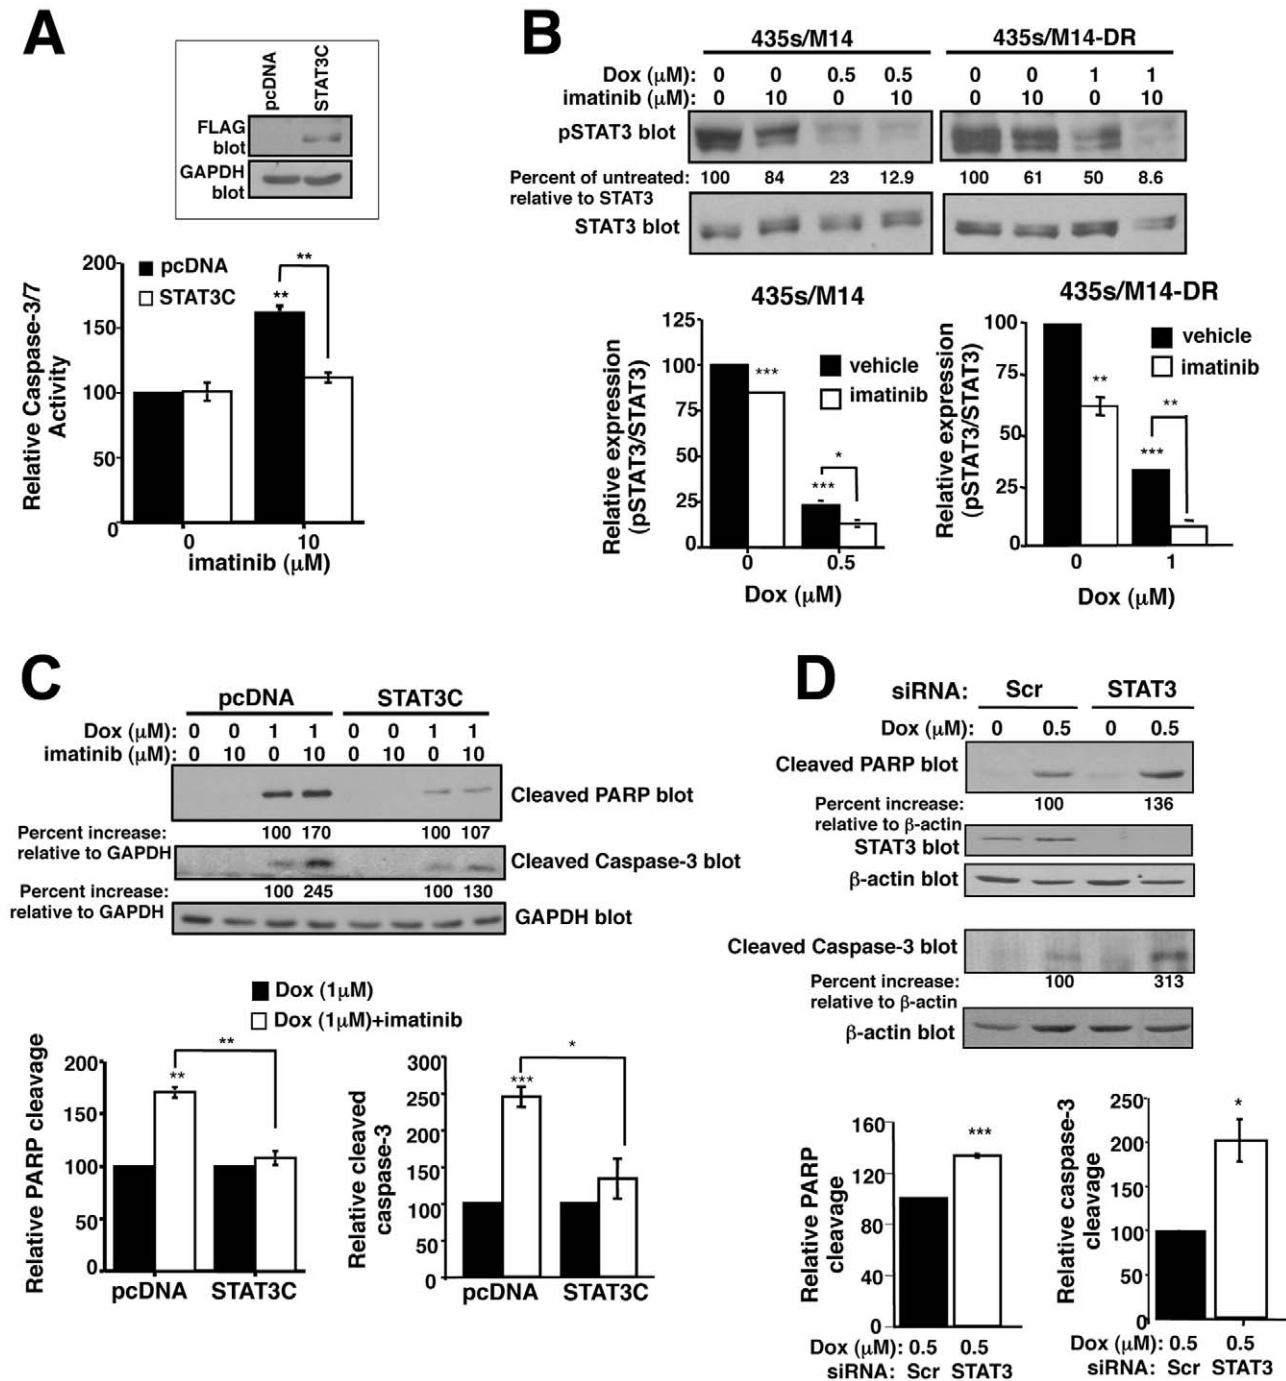 A
pcDNA
STAT3C
FLAG
blot
GAPDH
blot
200
150
100
50
0
pcDNA
STAT3C
**
**
Relative Caspase-3/7
Activity
0
10
imatinib (μM)
B
435s/M14
435s/M14-DR
Dox (μM): 0 0 0.5 0.5 0 0 1 1
imatinib (μM): 0 10 0 10 0 10 0 10
pSTAT3 blot
Percent of untreated: 100 84 23 12.9 100 61 50 8.6
relative to STAT3
STAT3 blot
435s/M14
125
100
75
50
25
0
Relative expression
(pSTAT3/STAT3)
vehicle
imatinib
***
***
*
0
0.5
Dox (μM)
435s/M14-DR
100
75
50
25
0
Relative expression
(pSTAT3/STAT3)
vehicle
imatinib
**
***
**
0
1
Dox (μM)
C
pcDNA
STAT3C
Dox (μM): 0 0 1 1 0 0 1 1
imatinib (μM): 0 10 0 10 0 10 0 10
Cleaved PARP blot
Percent increase: 100 170 100 107
relative to GAPDH
Cleaved Caspase-3 blot
Percent increase: 100 245 100 130
relative to GAPDH
GAPDH blot
Dox (1μM)
Dox (1μM)+imatinib
200
150
100
50
0
Relative PARP cleavage
**
**
pcDNA
STAT3C
300
250
200
150
100
50
0
Relative cleaved
caspase-3
***
*
pcDNA
STAT3C
D
siRNA: Scr STAT3
Dox (μM): 0 0.5 0 0.5
Cleaved PARP blot
Percent increase: 100 136
relative to β-actin
STAT3 blot
β-actin blot
Cleaved Caspase-3 blot
Percent increase: 100 313
relative to β-actin
β-actin blot
160
120
80
40
0
Relative PARP
cleavage
***
Dox (μM): 0.5 0.5
siRNA: Scr STAT3
250
200
150
100
50
0
Relative caspase-3
cleavage
*
Dox (μM): 0.5 0.5
siRNA: Scr STAT3